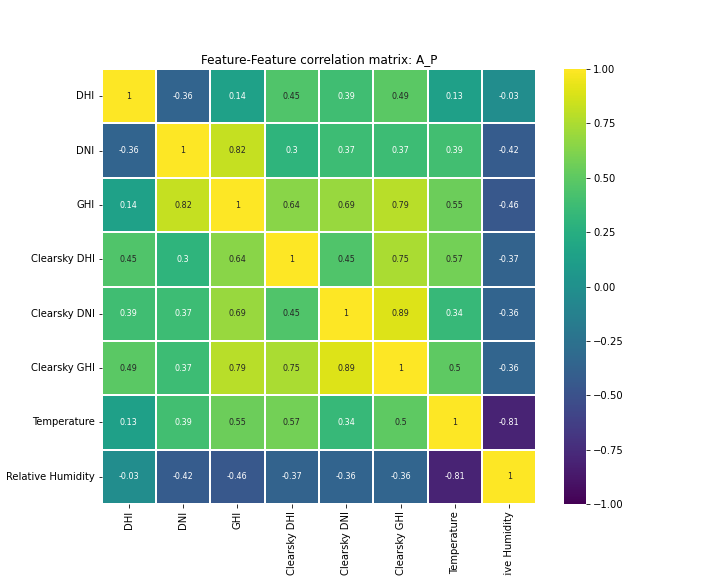 Feature-Feature correlation matrix: A_P
DHI 1 -0.36 0.14 0.45 0.39 0.49 0.13 -0.03
DNI -0.36 1 0.82 0.3 0.37 0.37 0.39 -0.42
GHI 0.14 0.82 1 0.64 0.69 0.79 0.55 -0.46
Clearsky DHI 0.45 0.3 0.64 1 0.45 0.75 0.57 -0.37
Clearsky DNI 0.39 0.37 0.69 0.45 1 0.89 0.34 -0.36
Clearsky GHI 0.49 0.37 0.79 0.75 0.89 1 0.5 -0.36
Temperature 0.13 0.39 0.55 0.57 0.34 0.5 1 -0.81
Relative Humidity -0.03 -0.42 -0.46 -0.37 -0.36 -0.36 -0.81 1
DHI
DNI
GHI
Clearsky DHI
Clearsky DNI
Clearsky GHI
Temperature
ive Humidity
1.00
0.75
0.50
0.25
0.00
−0.25
−0.50
−0.75
−1.00